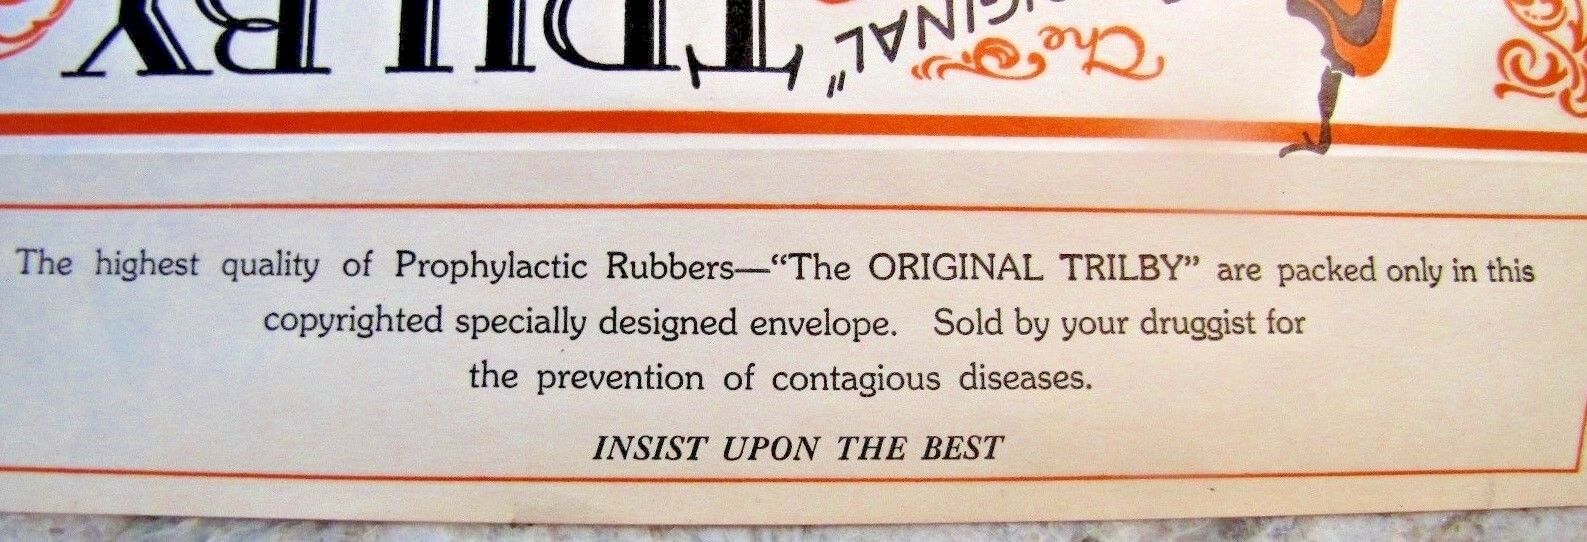 The
ORIGINAL"
TRILBY
The highest quality of Prophylactic Rubbers—“The ORIGINAL TRILBY” are packed only in this
copyrighted specially designed envelope. Sold by your druggist for
the prevention of contagious diseases.
INSIST UPON THE BEST